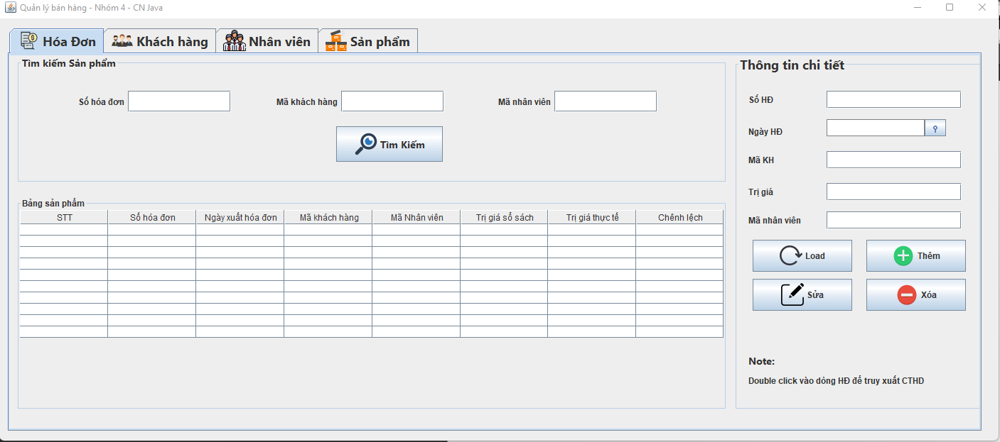 Quản lý bán hàng - Nhóm 4 - CN Java
Hóa Đơn Khách hàng Nhân viên Sản phẩm
Tìm kiếm Sản phẩm
Số hóa đơn Mã khách hàng Mã nhân viên
Tìm Kiếm
Bảng sản phẩm
STT Số hóa đơn Ngày xuất hóa đơn Mã khách hàng Mã Nhân viên Trị giá sổ sách Trị giá thực tế Chênh lệch
Thông tin chi tiết
Số HĐ
Ngày HĐ
Mã KH
Trị giá
Mã nhân viên
Load Thêm
Sửa Xóa
Note:
Double click vào dỏng HĐ để truy xuất CTHD